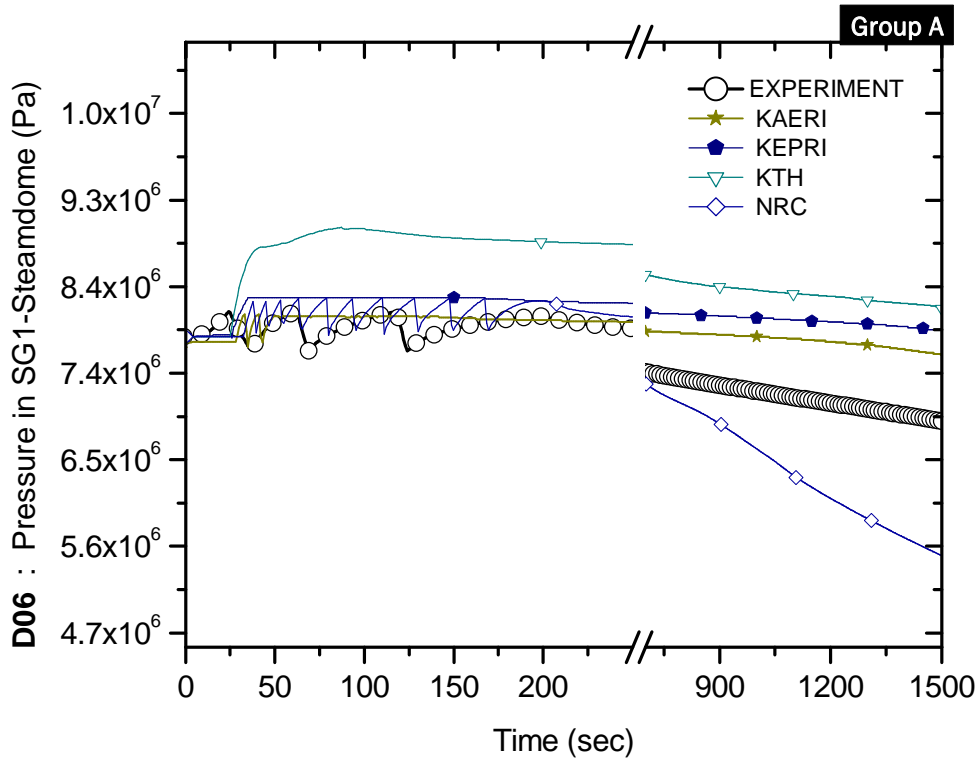 Group A
D06 : Pressure in SG1-Steamdome (Pa)
1.0x10⁷
9.3x10⁶
8.4x10⁶
7.4x10⁶
6.5x10⁶
5.6x10⁶
4.7x10⁶
EXPERIMENT
KAERI
KEPRI
KTH
NRC
0 50 100 150 200 900 1200 1500
Time (sec)